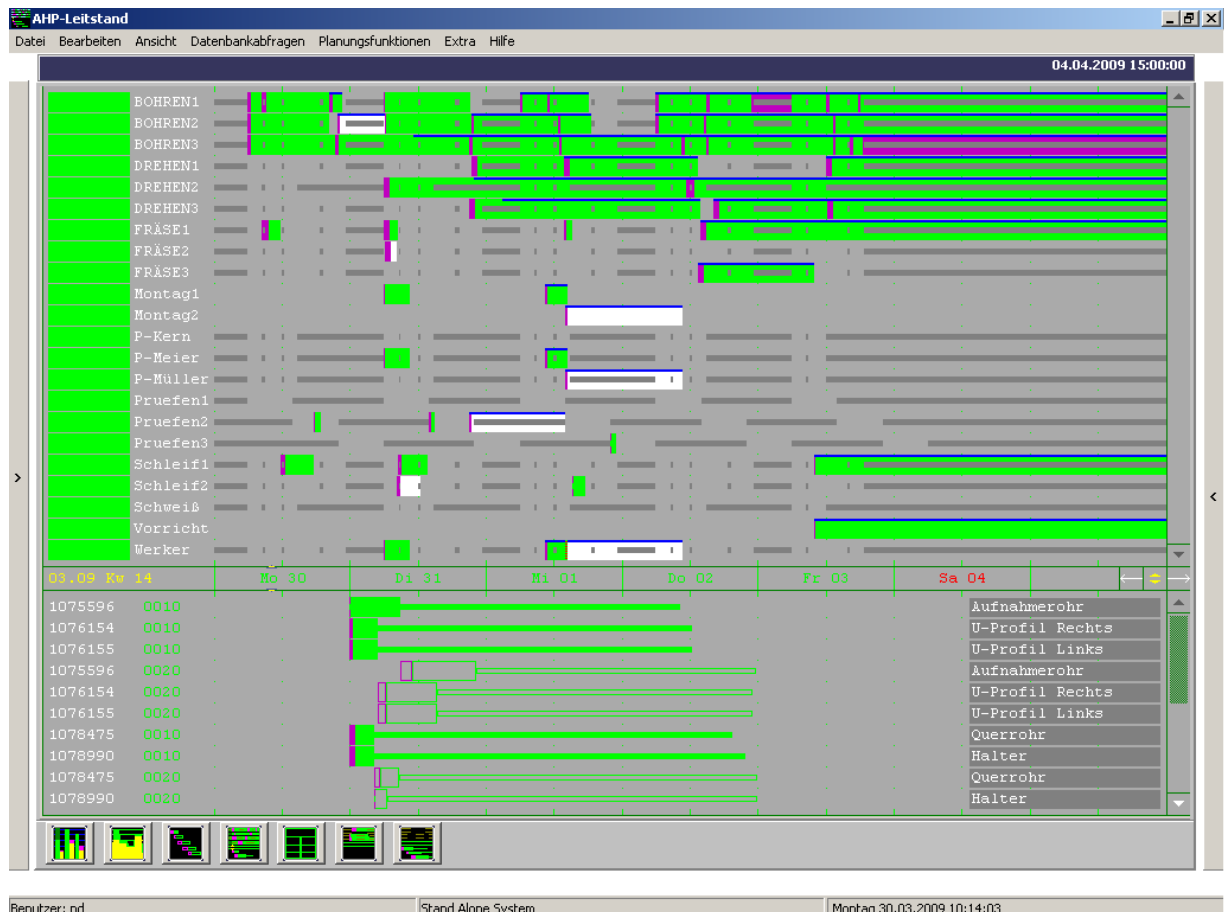 AHP-Leitstand
Datei Bearbeiten Ansicht Datenbankabfragen Planungsfunktionen Extra Hilfe
04.04.2009 15:00:00
BOHREN1
BOHREN2
BOHREN3
DREHEN1
DREHEN2
DREHEN3
FRÄSE1
FRÄSE2
FRÄSE3
Montag1
Montag2
P-Kern
P-Meier
P-Müller
Pruefen1
Pruefen2
Pruefen3
Schleif1
Schleif2
Schweiß
Vorricht
Werker
03.09 Kw 14 Mo 30 Di 31 Mi 01 Do 02 Fr 03 Sa 04
1075596 0010 Aufnahmerohr
1076154 0010 U-Profil Rechts
1076155 0010 U-Profil Links
1075596 0020 Aufnahmerohr
1076154 0020 U-Profil Rechts
1076155 0020 U-Profil Links
1078475 0010 Querrohr
1078990 0010 Halter
1078475 0020 Querrohr
1078990 0020 Halter
Benutzer: nd Stand Alone System Montag 30.03.2009 10:14:03